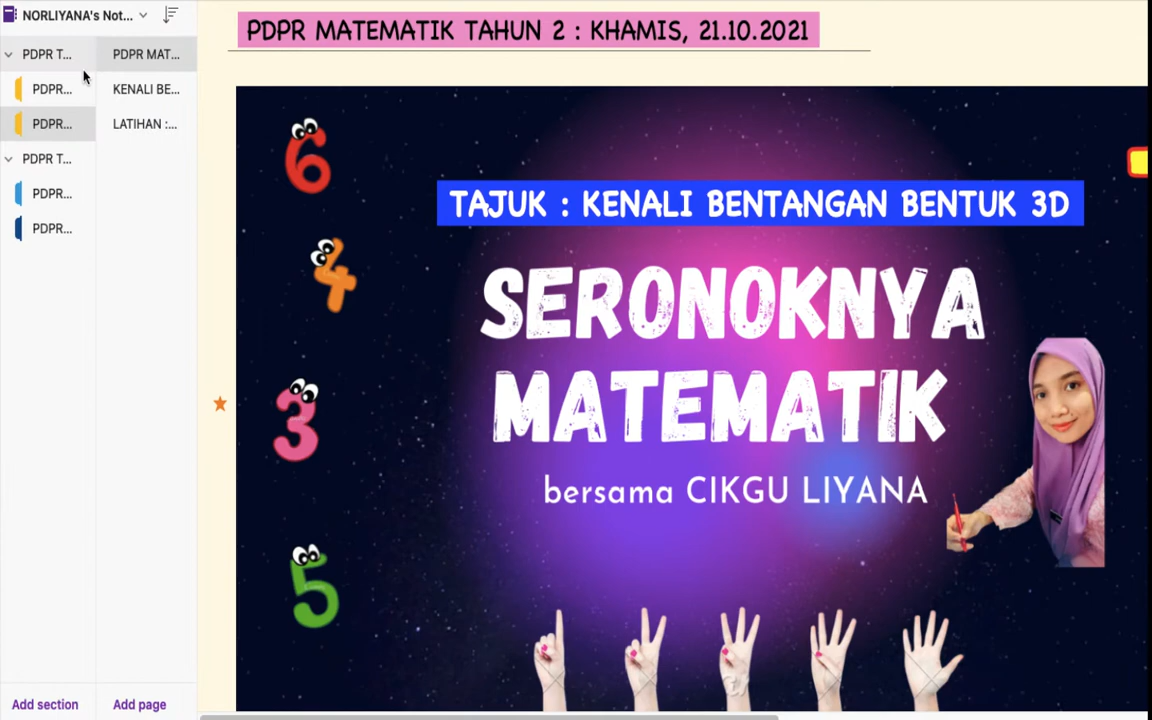 NORLIYANA's Not...
PDPR T...
PDPR...
PDPR...
PDPR T...
PDPR...
PDPR...
Add section
PDPR MAT...
KENALI BE...
LATIHAN :...
Add page
PDPR MATEMATIK TAHUN 2 : KHAMIS, 21.10.2021
TAJUK : KENALI BENTANGAN BENTUK 3D
SERONOKNYA
MATEMATIK
bersama CIKGU LIYANA
6
4
3
5